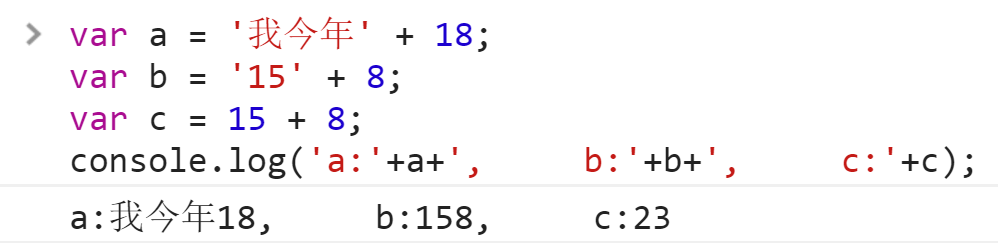 > var a = '我今年' + 18;
var b = '15' + 8;
var c = 15 + 8;
console.log('a:'+a+',     b:'+b+',     c:'+c);
a:我今年18,     b:158,     c:23